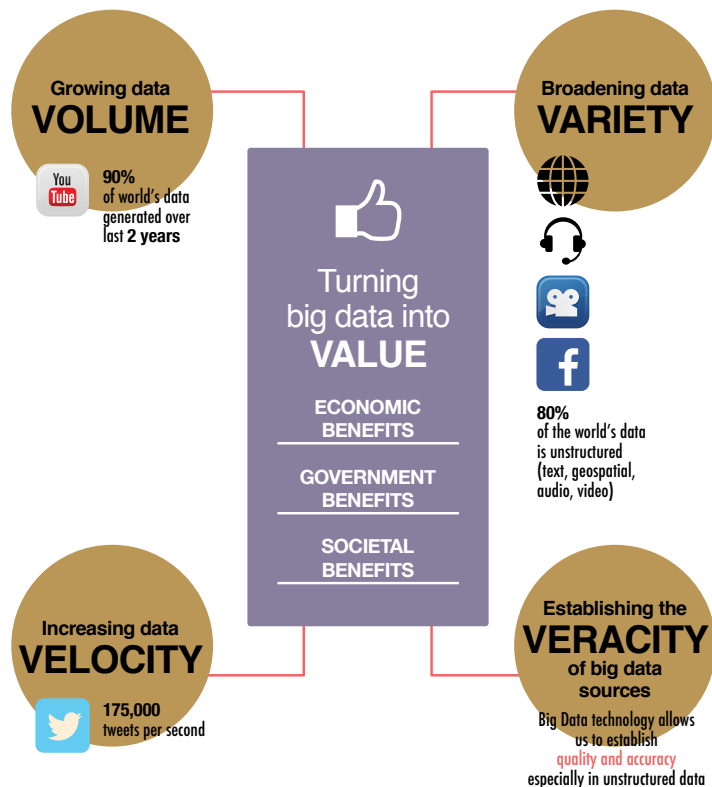 Growing data
VOLUME
You
Tube
90%
of world's data
generated over
last 2 years
Broadening data
VARIETY
f
80%
of the world's data
is unstructured
(text, geospatial,
audio, video)
Turning
big data into
VALUE
ECONOMIC
BENEFITS
GOVERNMENT
BENEFITS
SOCIETAL
BENEFITS
Increasing data
VELOCITY
175,000
tweets per second
Establishing the
VERACITY
of big data
sources
Big Data technology allows
us to establish
quality and accuracy
especially in unstructured data